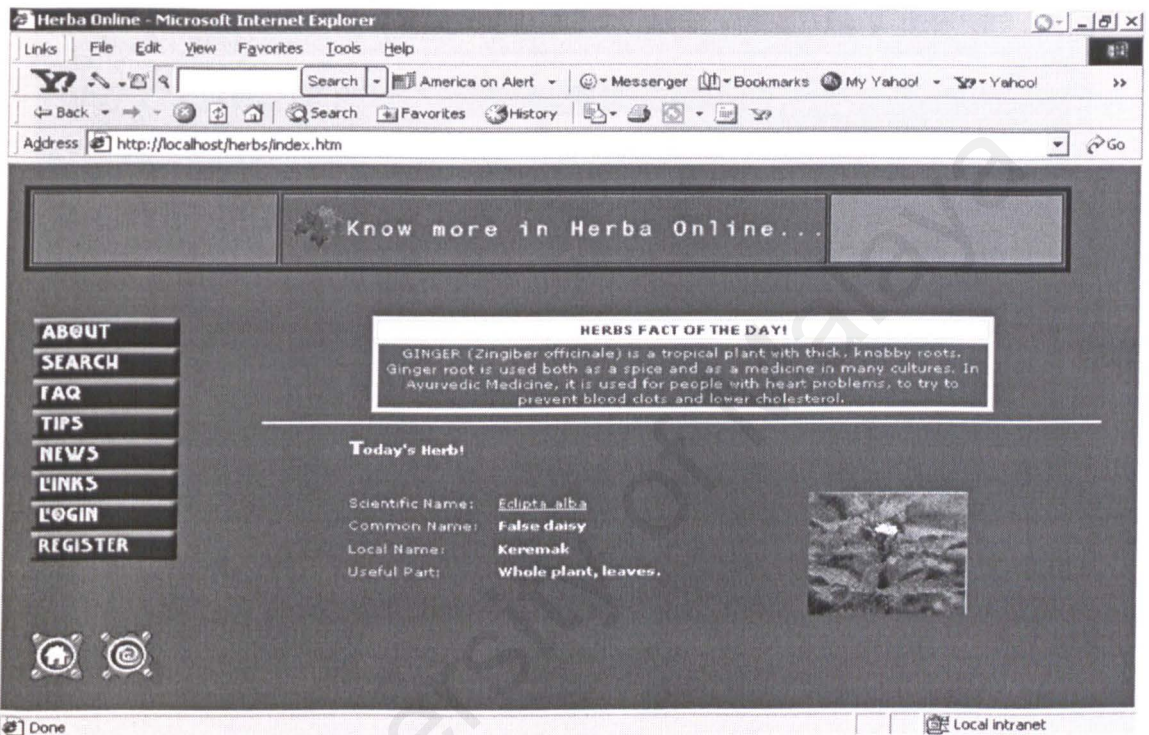 Herba Online - Microsoft Internet Explorer
Links File Edit View Favorites Tools Help
Y? Search America on Alert Messenger Bookmarks My Yahoo! Y? Yahoo! >>
Back Search Favorites History Y?
Address http://localhost/herbs/index.htm Go
Know more in Herba Online...
ABOUT
SEARCH
FAQ
TIPS
NEWS
LINKS
LOGIN
REGISTER
HERBS FACT OF THE DAY!
GINGER (Zingiber officinale) is a tropical plant with thick, knobby roots.
Ginger root is used both as a spice and as a medicine in many cultures. In
Ayurvedic Medicine, it is used for people with heart problems, to try to
prevent blood clots and lower cholesterol.
Today's Herb!
Scientific Name: Eclipta alba
Common Name: False daisy
Local Name: Keremak
Useful Part: Whole plant, leaves.
Done Local intranet
ersity of Malaya